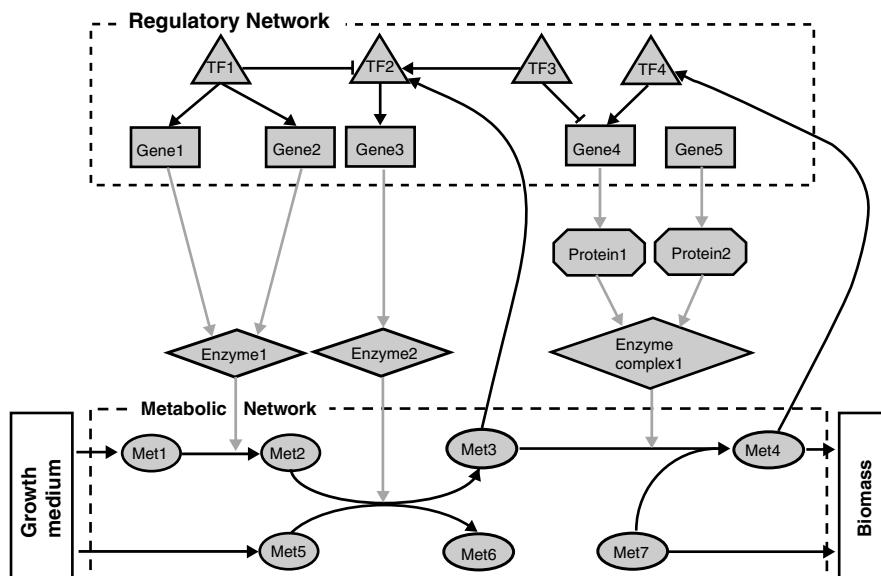 Regulatory Network
TF1
TF2
TF3
TF4
Gene1
Gene2
Gene3
Gene4
Gene5
Protein1
Protein2
Enzyme1
Enzyme2
Enzyme
complex1
Metabolic Network
Growth
medium
Met1
Met2
Met3
Met4
Biomass
Met5
Met6
Met7